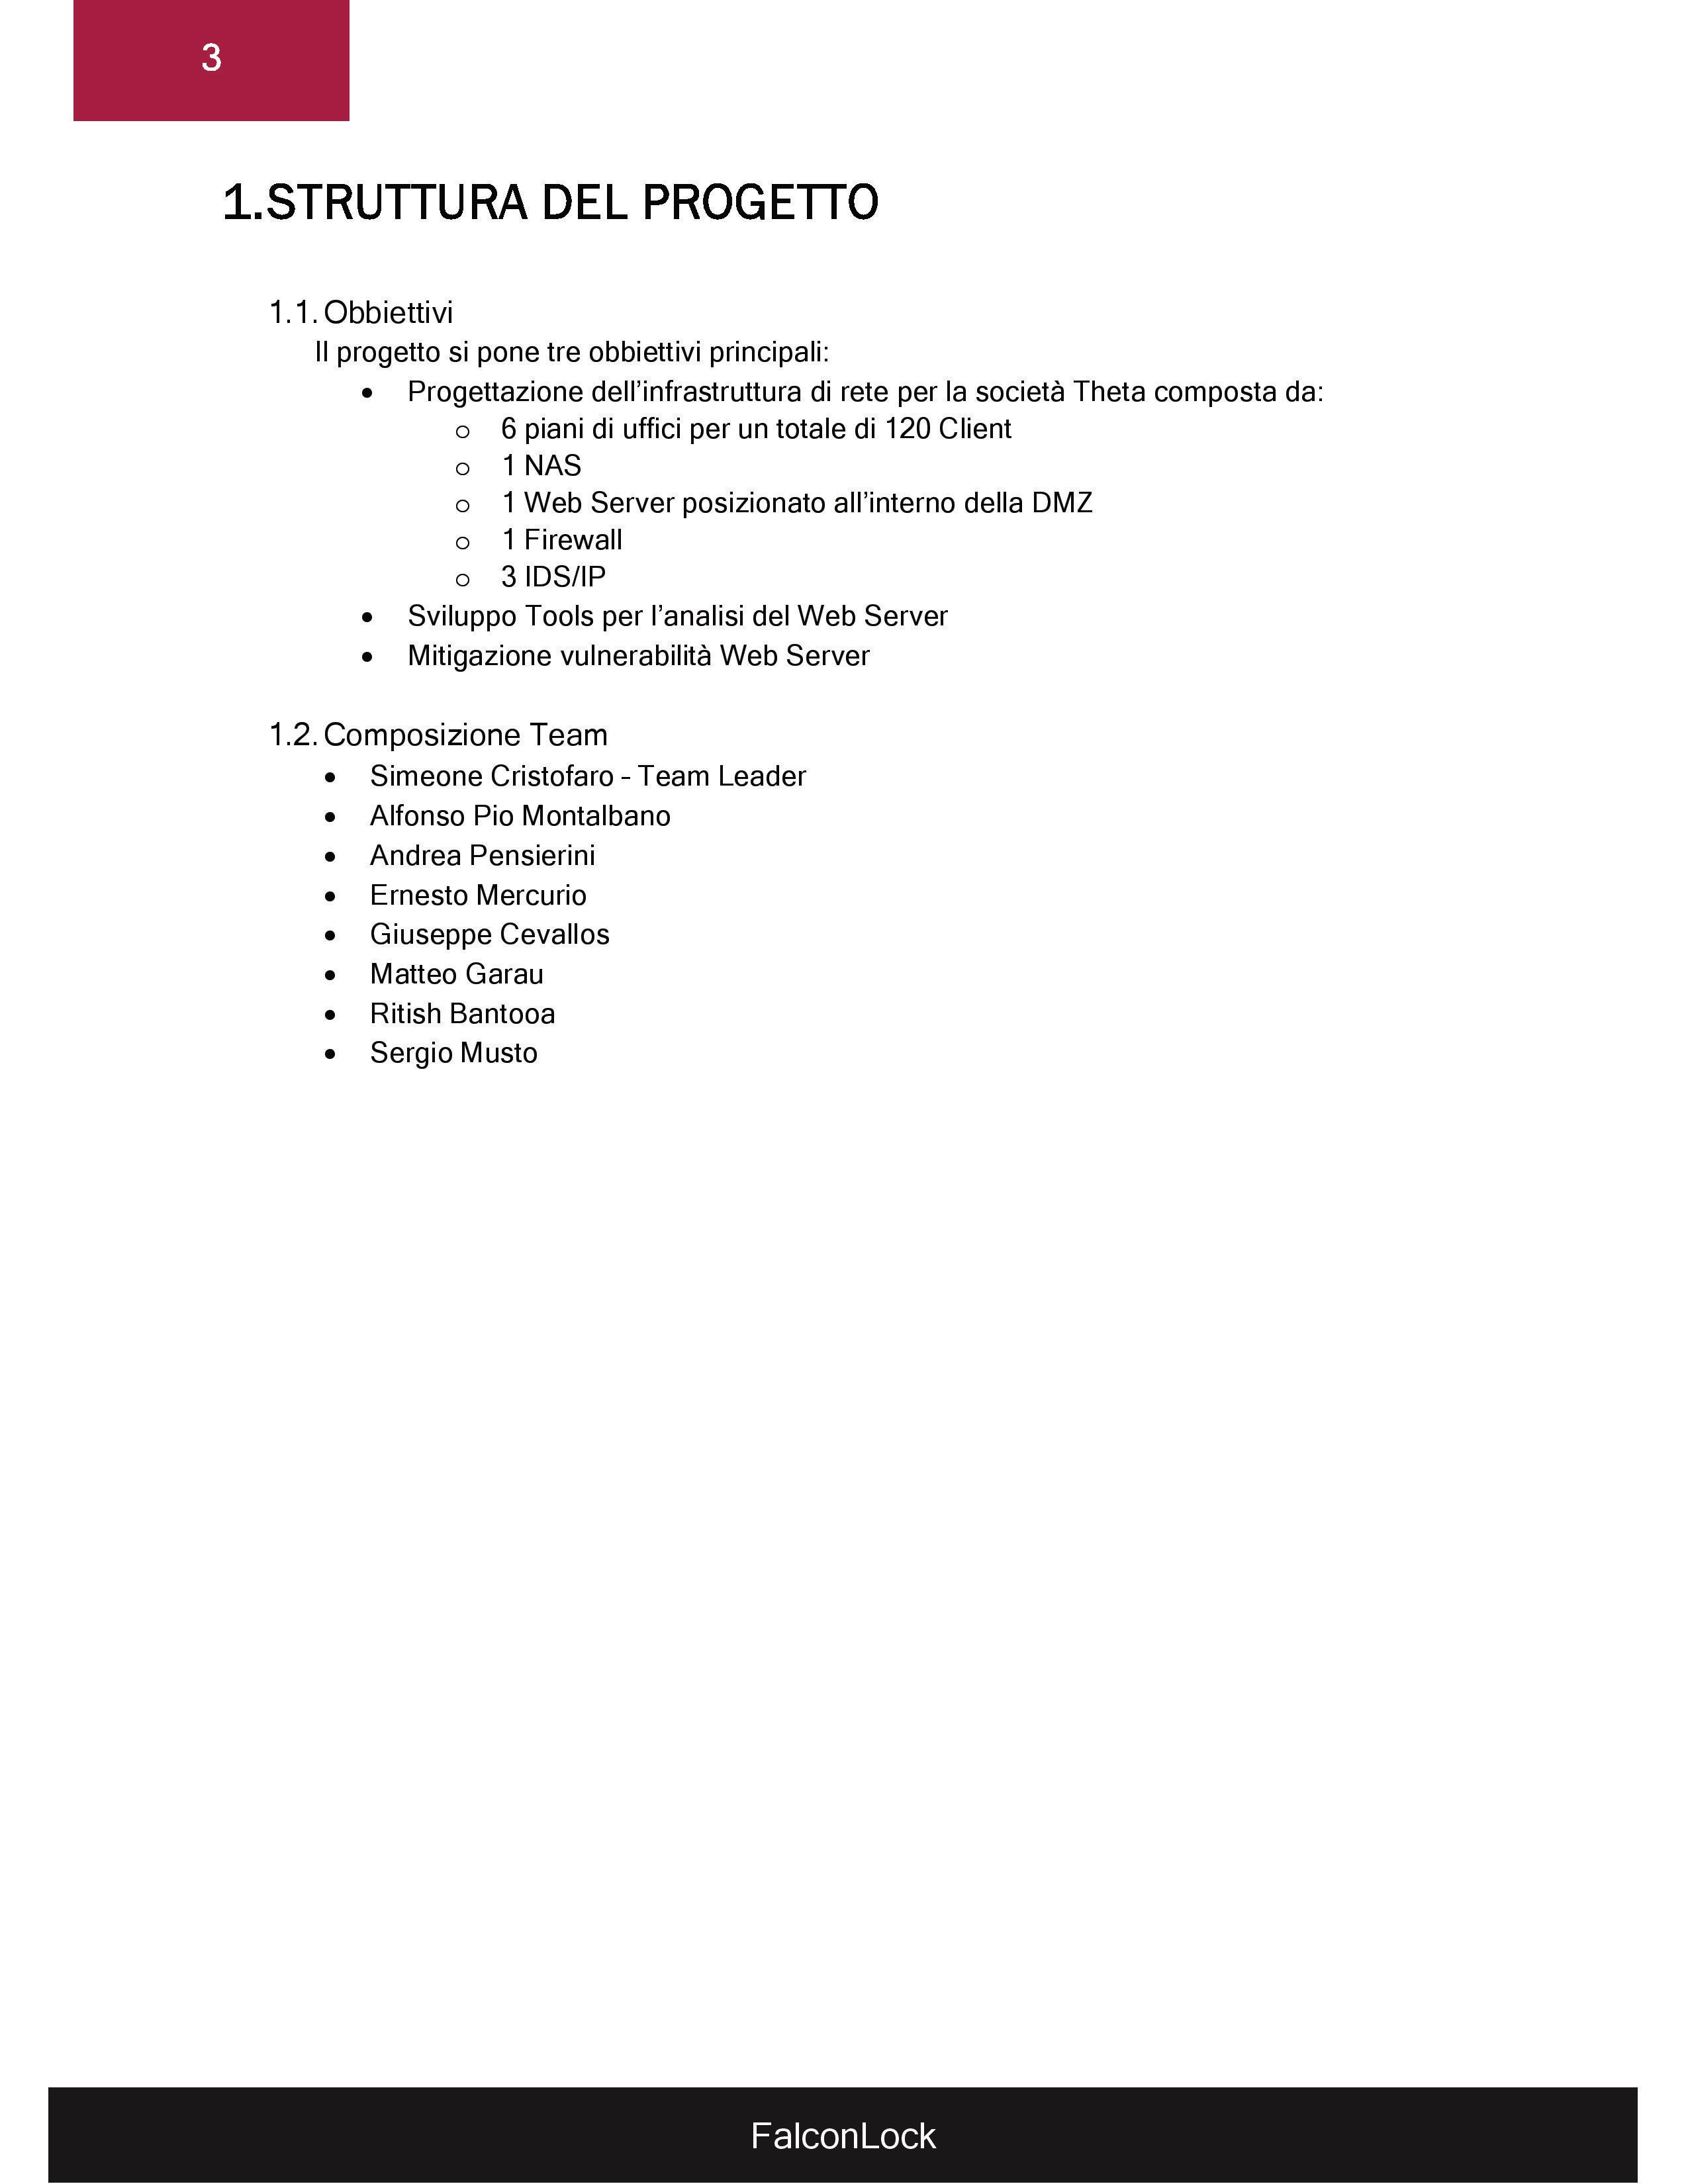 3
1.STRUTTURA DEL PROGETTO
1.1. Obbiettivi
Il progetto si pone tre obbiettivi principali:
• Progettazione dell’infrastruttura di rete per la società Theta composta da:
o 6 piani di uffici per un totale di 120 Client
o 1 NAS
o 1 Web Server posizionato all’interno della DMZ
o 1 Firewall
o 3 IDS/IP
• Sviluppo Tools per l’analisi del Web Server
• Mitigazione vulnerabilità Web Server
1.2. Composizione Team
• Simeone Cristofaro – Team Leader
• Alfonso Pio Montalbano
• Andrea Pensierini
• Ernesto Mercurio
• Giuseppe Cevallos
• Matteo Garau
• Ritish Bantooa
• Sergio Musto
FalconLock